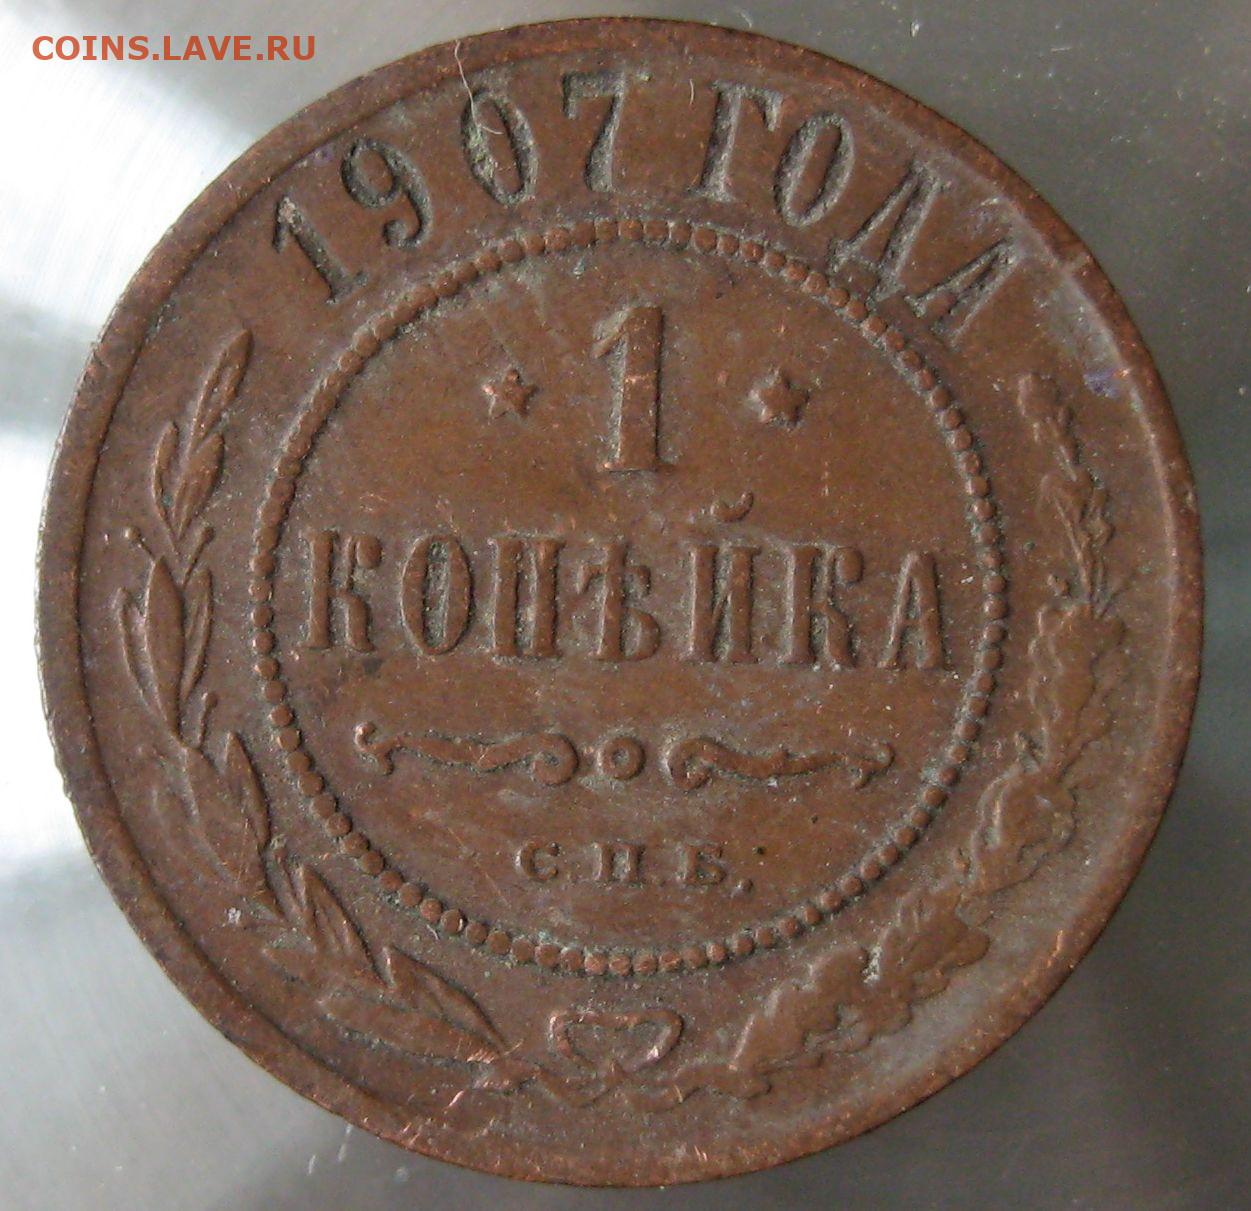 COINS.LAVE.RU
1907 ГОДА
1
КОПѢЙКА
С.П.Б.